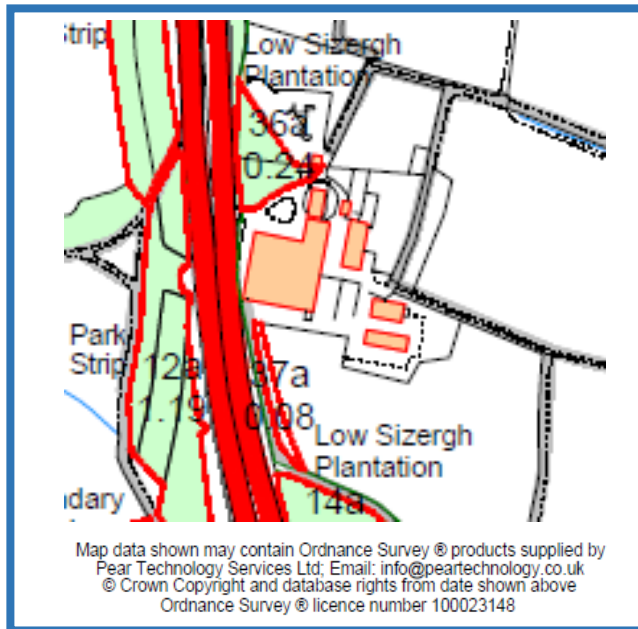 trip
Low Sizergh
Plantation
36a
0.24
Park
Strip
12a
1.19
37a
0.08
Low Sizergh
Plantation
ndary
14a
Map data shown may contain Ordnance Survey ® products supplied by
Pear Technology Services Ltd; Email: info@peartechnology.co.uk
© Crown Copyright and database rights from date shown above
Ordnance Survey ® licence number 100023148